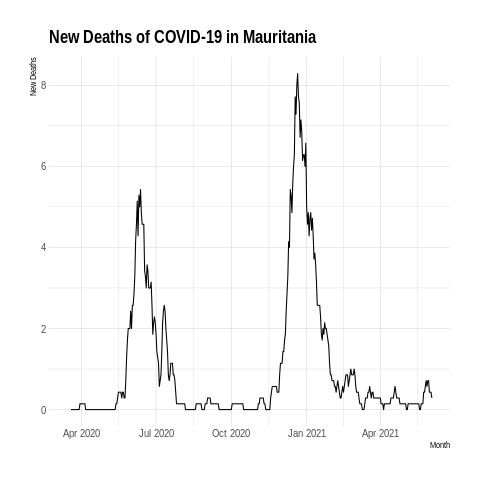 New Deaths of COVID-19 in Mauritania
New Deaths
8
6
4
2
0
Apr 2020 Jul 2020 Oct 2020 Jan 2021 Apr 2021
Month